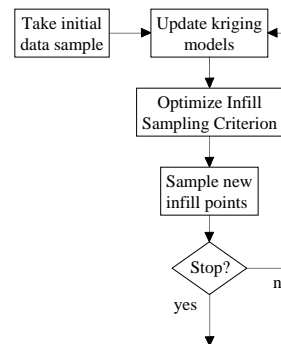 Take initial
data sample
Update kriging
models
Optimize Infill
Sampling Criterion
Sample new
infill points
Stop?
yes